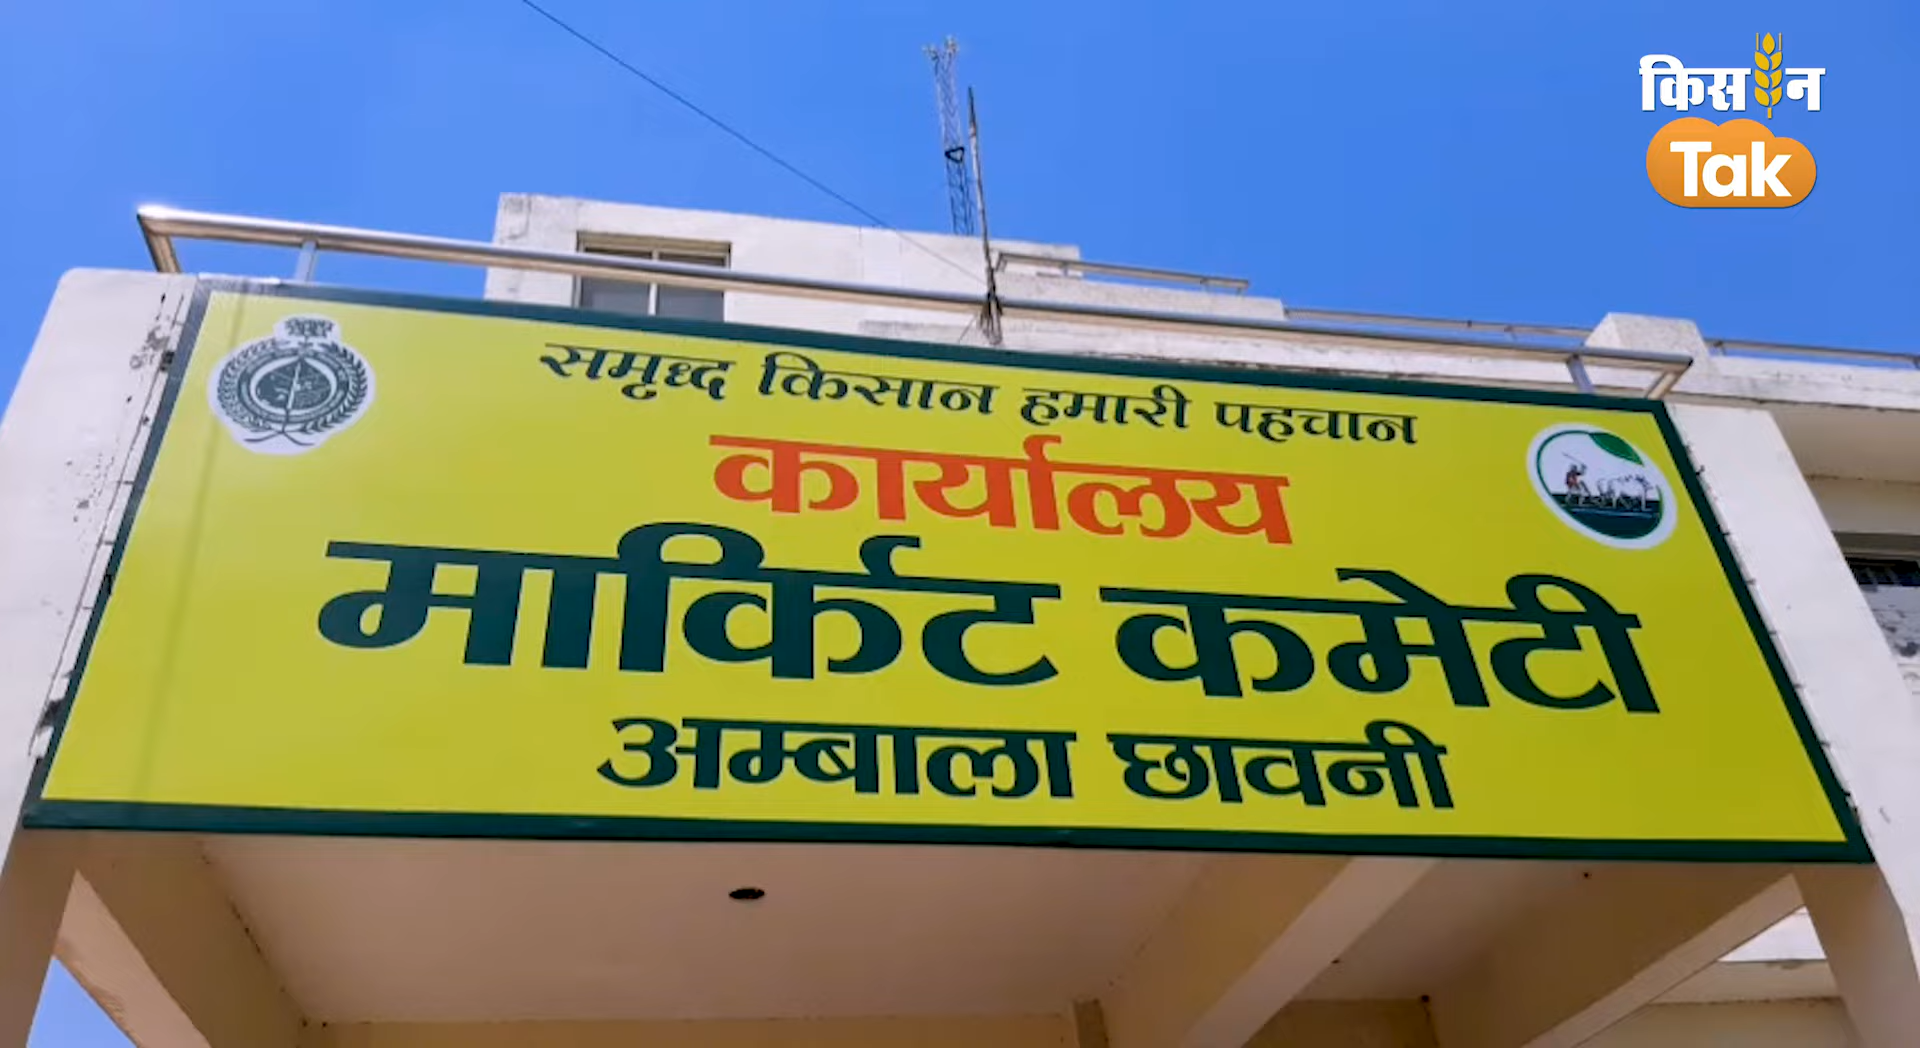 किसान
Tak
समृध्द किसान हमारी पहचान
कार्यालय
मार्किट कमेटी
अम्बाला छावनी